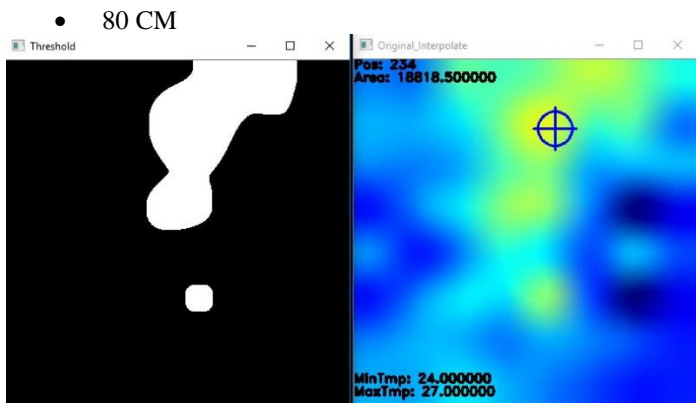 • 80 CM
Threshold
Original_Interpolate
Pos: 234
Area: 18818.500000
MinTmp: 24.000000
MaxTmp: 27.000000